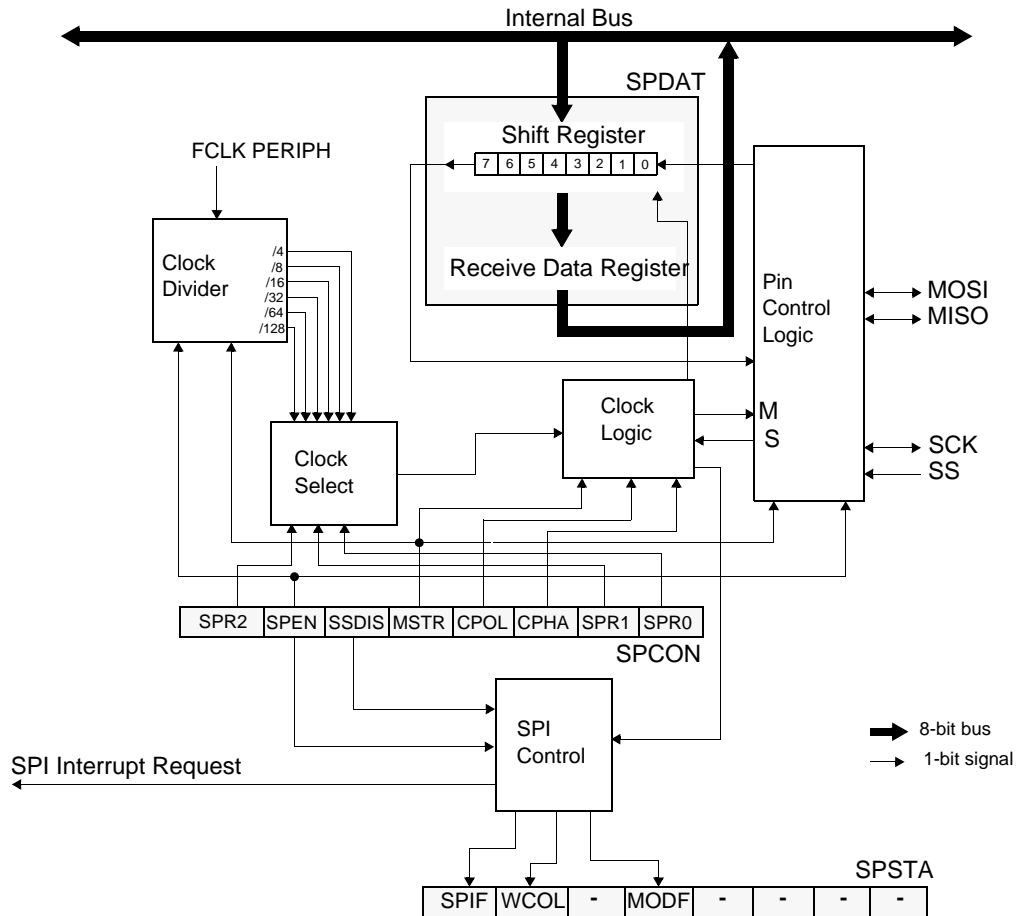 Internal Bus
SPDAT
Shift Register
7 6 5 4 3 2 1 0
FCLK PERIPH
Clock
Divider
/4
/8
/16
/32
/64
/128
Receive Data Register
Pin
Control
Logic
MOSI
MISO
Clock
Logic
M
S
SCK
SS
Clock
Select
SPR2 SPEN SSDIS MSTR CPOL CPHA SPR1 SPR0
SPCON
SPI
Control
8-bit bus
1-bit signal
SPI Interrupt Request
SPSTA
SPIF WCOL - MODF - - - -